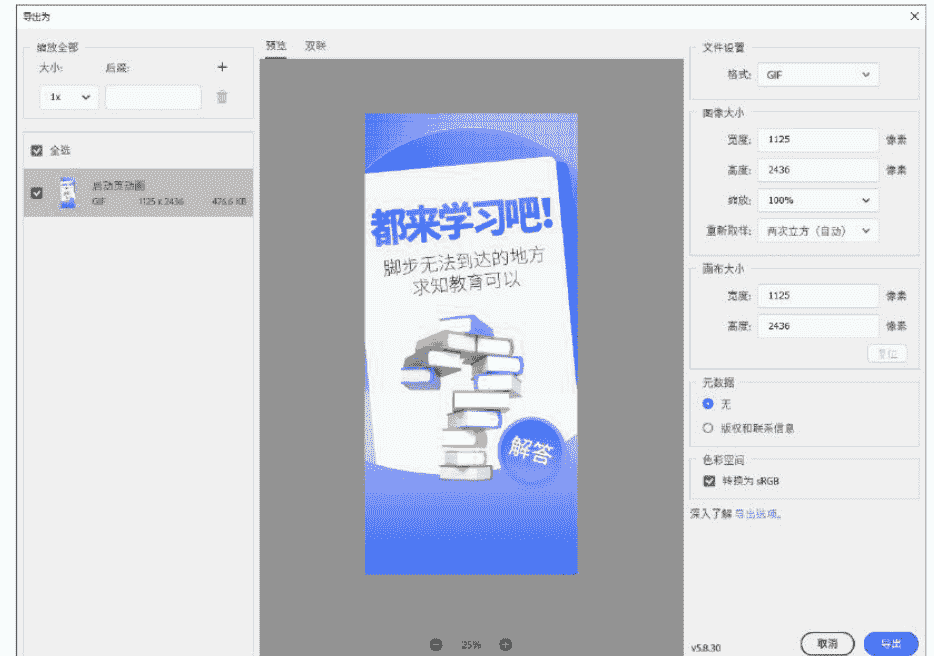 导出为
缩放全部
大小: 后缀: +
1x
全选
启动页动画
GIF 1125 x 2436 476.6 KB
预览 双联
都来学习吧!
脚步无法到达的地方
求知教育可以
解答
25%
文件设置
格式: GIF
图像大小
宽度: 1125 像素
高度: 2436 像素
缩放: 100%
重新取样: 两次立方（自动）
画布大小
宽度: 1125 像素
高度: 2436 像素
复位
元数据
无
版权和联系信息
色彩空间
转换为 sRGB
深入了解 导出选项。
v5.8.30
取消 导出